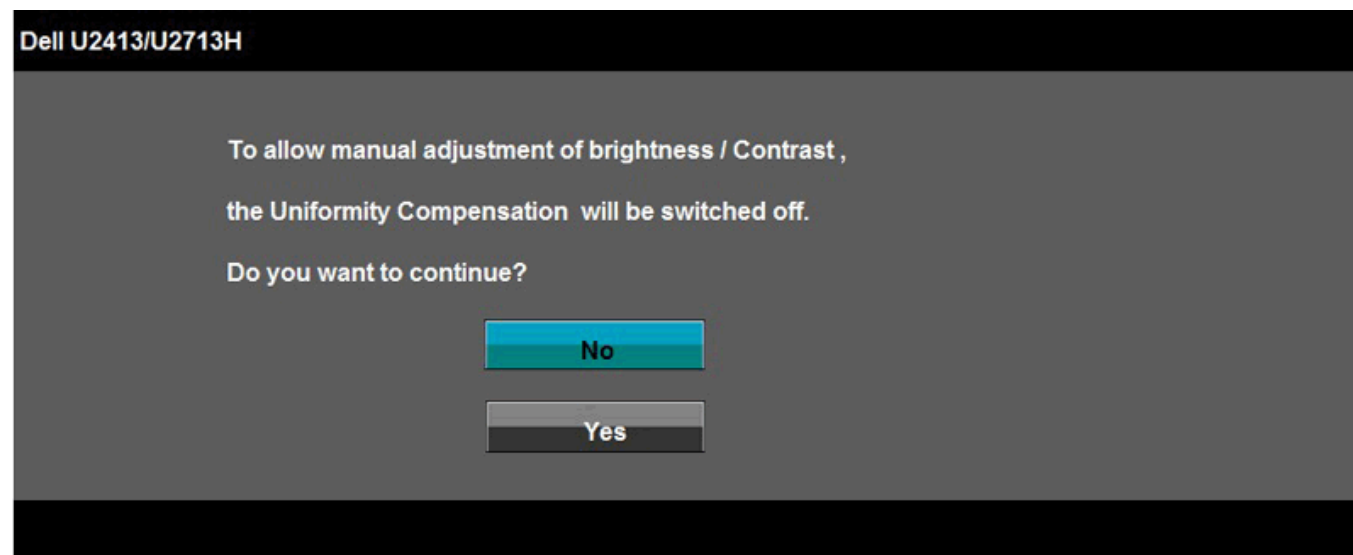 Dell U2413/U2713H
To allow manual adjustment of brightness / Contrast ,
the Uniformity Compensation  will be switched off.
Do you want to continue?
No
Yes